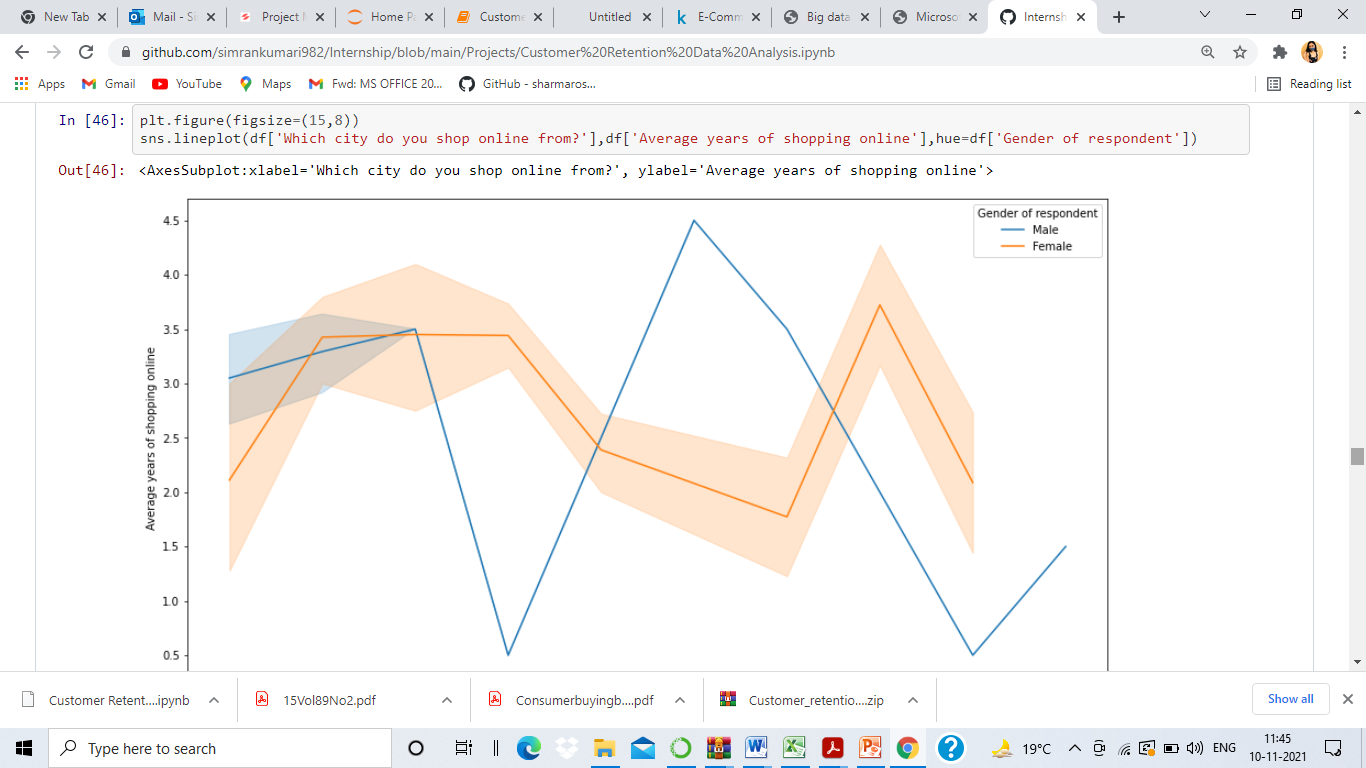 New Tab
Mail - Si
Project M
Home Pa
Custome
Untitled
E-Comm
Big data
Microsof
Internsh
github.com/simrankumari982/Internship/blob/main/Projects/Customer%20Retention%20Data%20Analysis.ipynb
Apps
Gmail
YouTube
Maps
Fwd: MS OFFICE 20...
GitHub - sharmaros...
Reading list
In [46]: plt.figure(figsize=(15,8))
sns.lineplot(df['Which city do you shop online from?'],df['Average years of shopping online'],hue=df['Gender of respondent'])
Out[46]: <AxesSubplot:xlabel='Which city do you shop online from?', ylabel='Average years of shopping online'>
Gender of respondent
Male
Female
4.5
4.0
3.5
3.0
2.5
2.0
1.5
1.0
0.5
Average years of shopping online
Customer Retent....ipynb
15Vol89No2.pdf
Consumerbuyingb....pdf
Customer_retentio....zip
Show all
Type here to search
19°C
ENG
11:45
10-11-2021